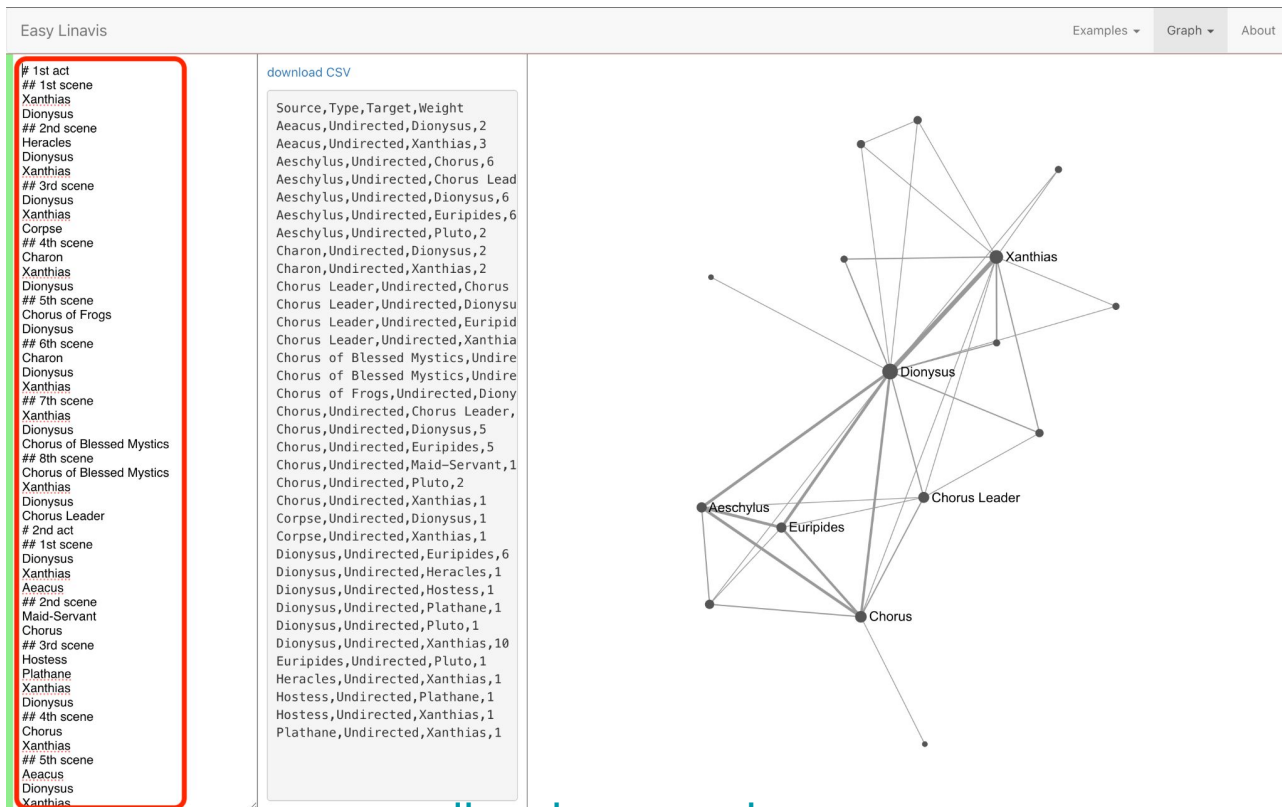 Easy Linavis
Examples
Graph
About
# 1st act
## 1st scene
Xanthias
Dionysus
## 2nd scene
Heracles
Dionysus
Xanthias
## 3rd scene
Dionysus
Xanthias
Corpse
## 4th scene
Charon
Xanthias
Dionysus
## 5th scene
Chorus of Frogs
Dionysus
## 6th scene
Charon
Dionysus
Xanthias
## 7th scene
Xanthias
Dionysus
Chorus of Blessed Mystics
## 8th scene
Chorus of Blessed Mystics
Xanthias
Dionysus
Chorus Leader
# 2nd act
## 1st scene
Dionysus
Xanthias
Aeacus
## 2nd scene
Maid-Servant
Chorus
## 3rd scene
Hostess
Plathane
Xanthias
Dionysus
## 4th scene
Chorus
Xanthias
## 5th scene
Aeacus
Dionysus
Xanthias
download CSV
Source,Type,Target,Weight
Aeacus,Undirected,Dionysus,2
Aeacus,Undirected,Xanthias,3
Aeschylus,Undirected,Chorus,6
Aeschylus,Undirected,Chorus Lead
Aeschylus,Undirected,Dionysus,6
Aeschylus,Undirected,Euripides,6
Aeschylus,Undirected,Pluto,2
Charon,Undirected,Dionysus,2
Charon,Undirected,Xanthias,2
Chorus Leader,Undirected,Chorus
Chorus Leader,Undirected,Dionysu
Chorus Leader,Undirected,Euripid
Chorus Leader,Undirected,Xanthia
Chorus of Blessed Mystics,Undire
Chorus of Blessed Mystics,Undire
Chorus of Frogs,Undirected,Diony
Chorus,Undirected,Chorus Leader,
Chorus,Undirected,Dionysus,5
Chorus,Undirected,Euripides,5
Chorus,Undirected,Maid-Servant,1
Chorus,Undirected,Pluto,2
Chorus,Undirected,Xanthias,1
Corpse,Undirected,Dionysus,1
Corpse,Undirected,Xanthias,1
Dionysus,Undirected,Euripides,6
Dionysus,Undirected,Heracles,1
Dionysus,Undirected,Hostess,1
Dionysus,Undirected,Plathane,1
Dionysus,Undirected,Pluto,1
Dionysus,Undirected,Xanthias,10
Euripides,Undirected,Pluto,1
Heracles,Undirected,Xanthias,1
Hostess,Undirected,Plathane,1
Hostess,Undirected,Xanthias,1
Plathane,Undirected,Xanthias,1
Xanthias
Dionysus
Chorus Leader
Aeschylus
Euripides
Chorus